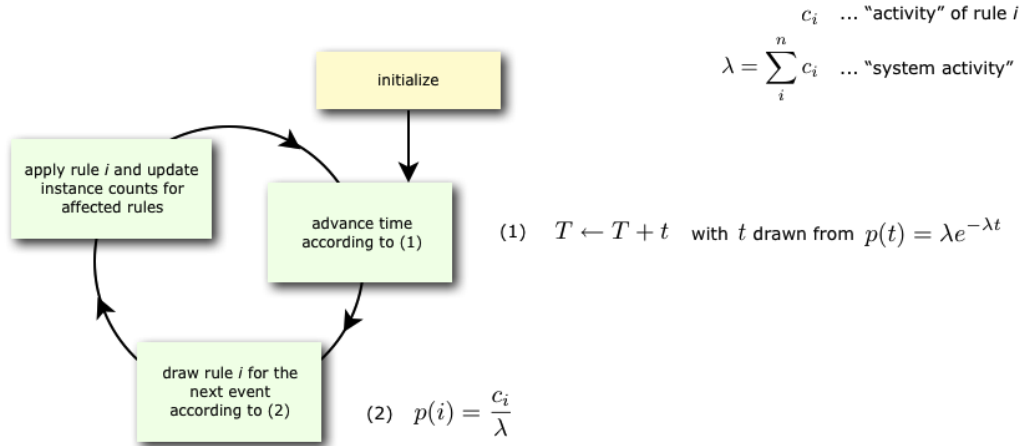 c_i ... “activity” of rule i
λ = ∑_i^n c_i ... “system activity”
initialize
apply rule i and update
instance counts for
affected rules
advance time
according to (1)
(1) T ← T + t with t drawn from p(t) = λe^{−λt}
draw rule i for the
next event
according to (2)
(2) p(i) = c_i / λ